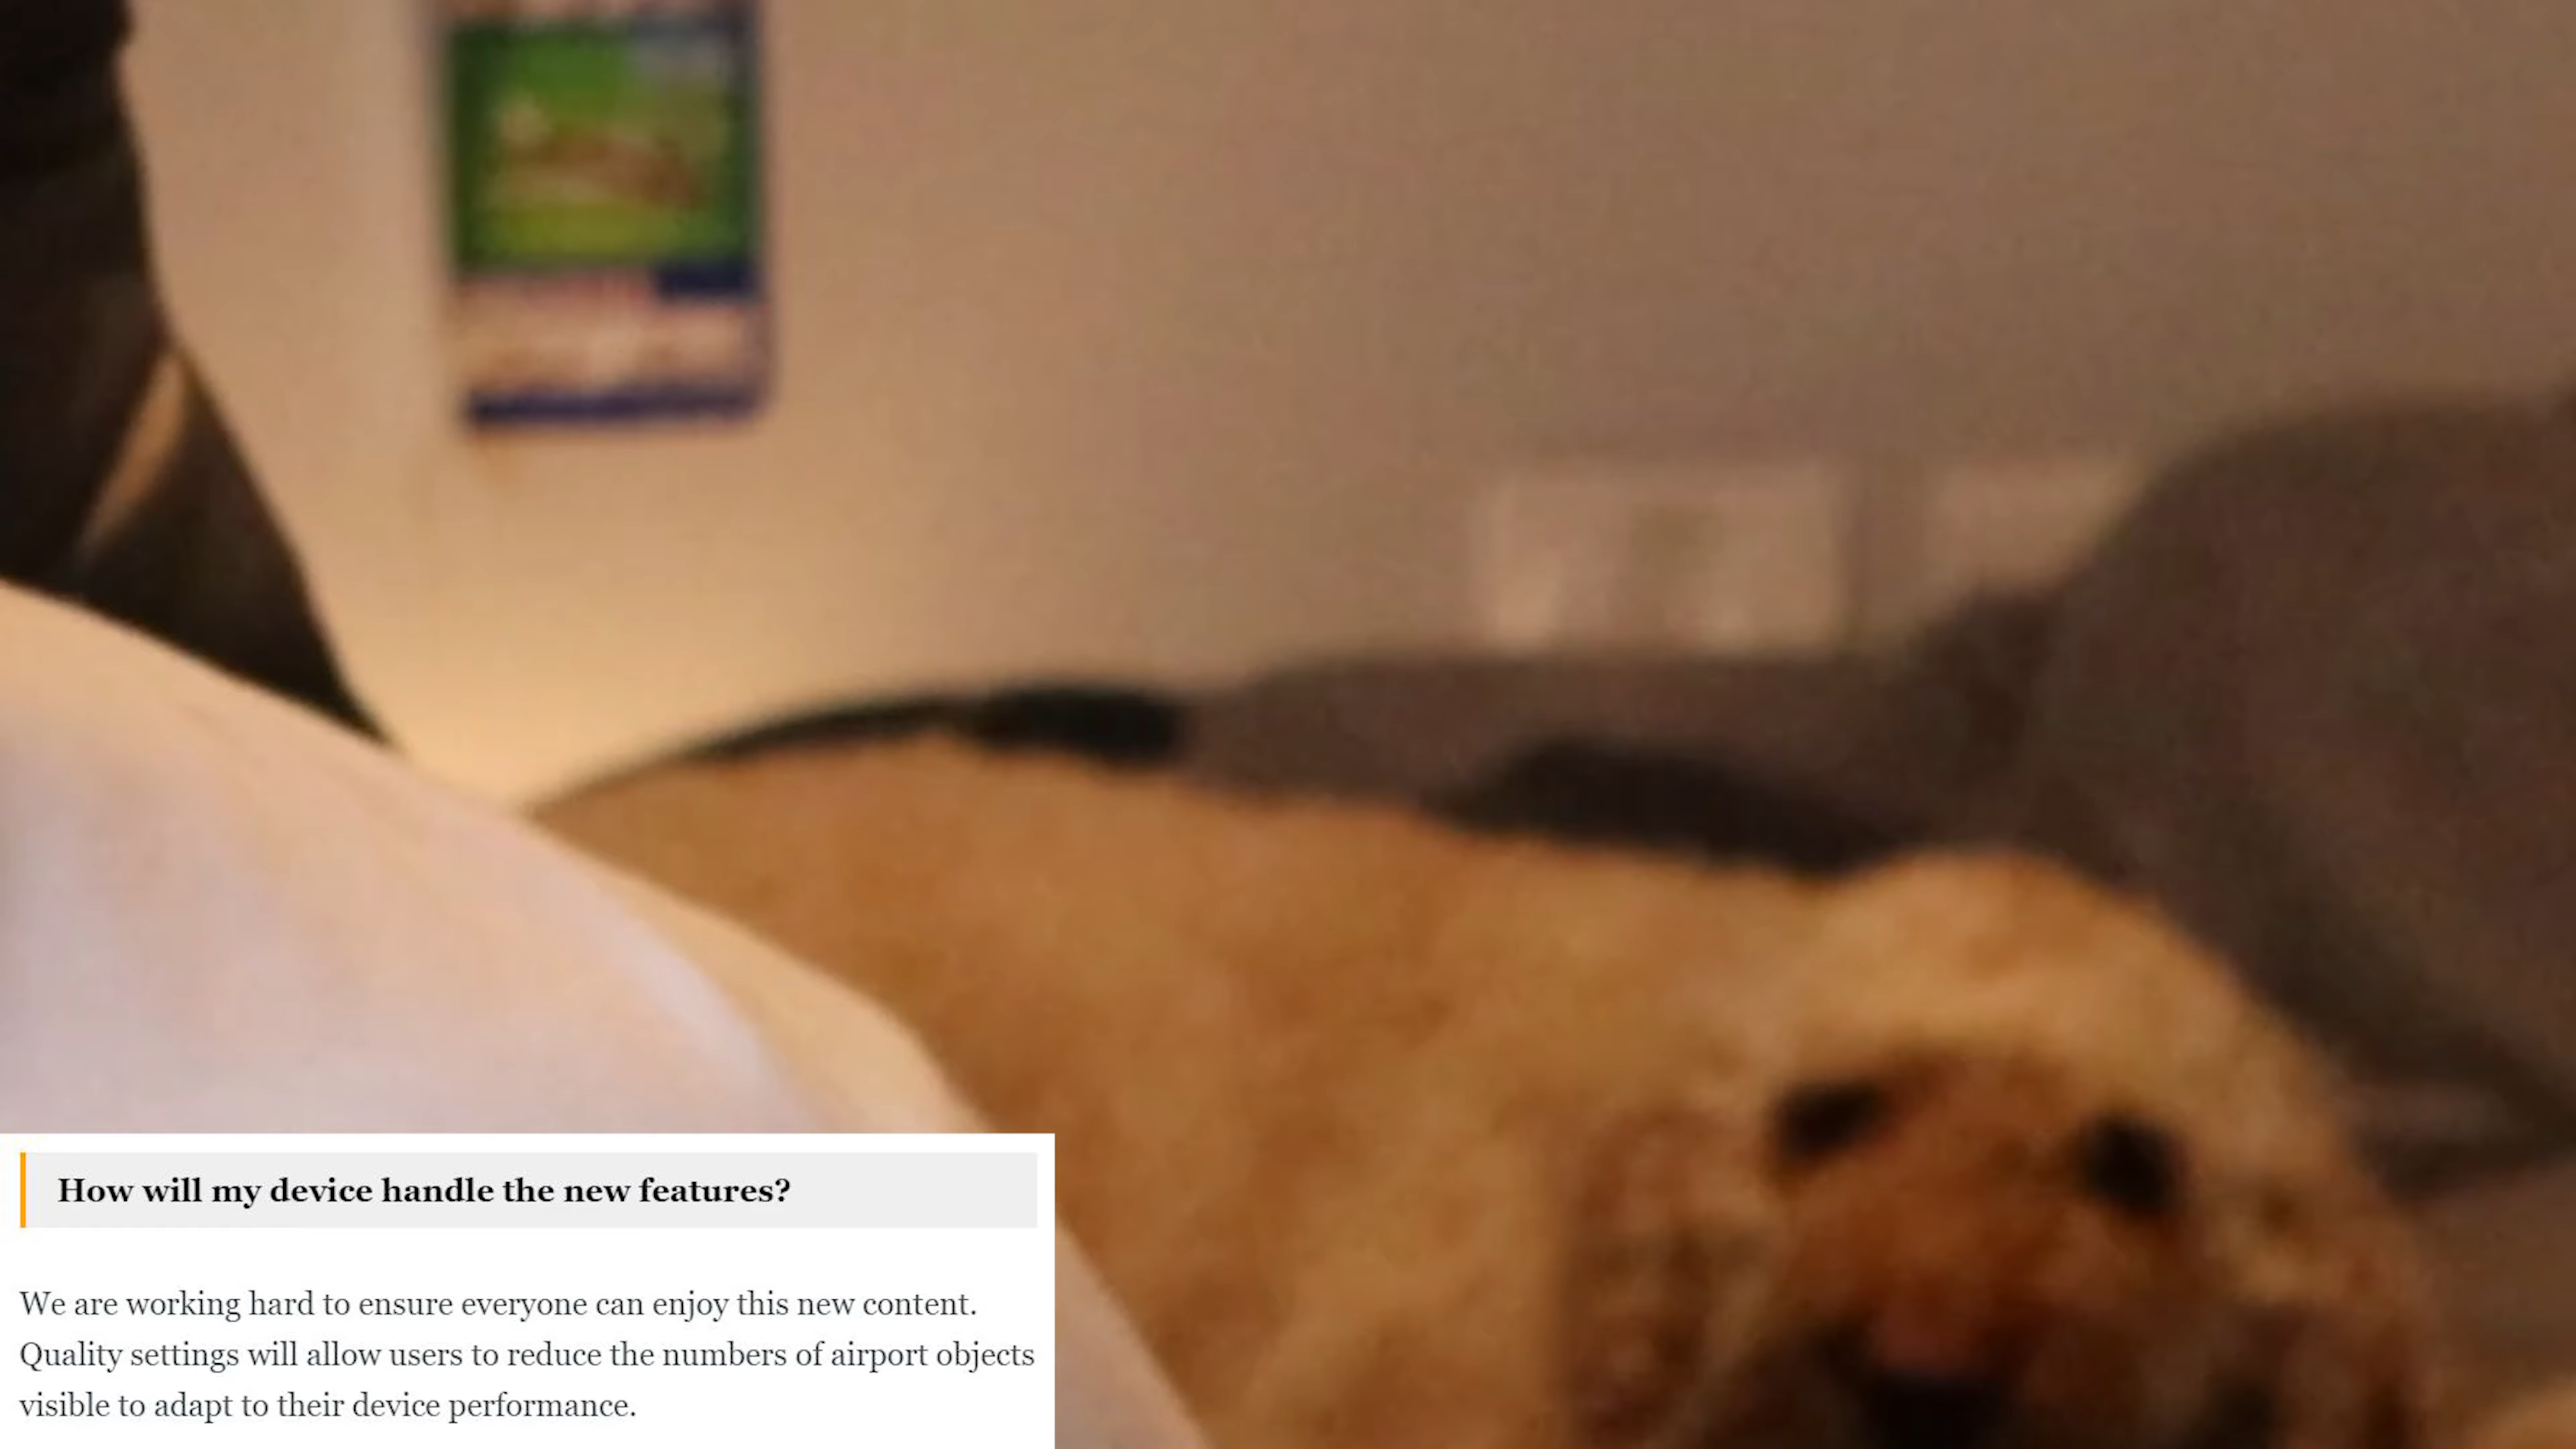 How will my device handle the new features?
We are working hard to ensure everyone can enjoy this new content.
Quality settings will allow users to reduce the numbers of airport objects
visible to adapt to their device performance.